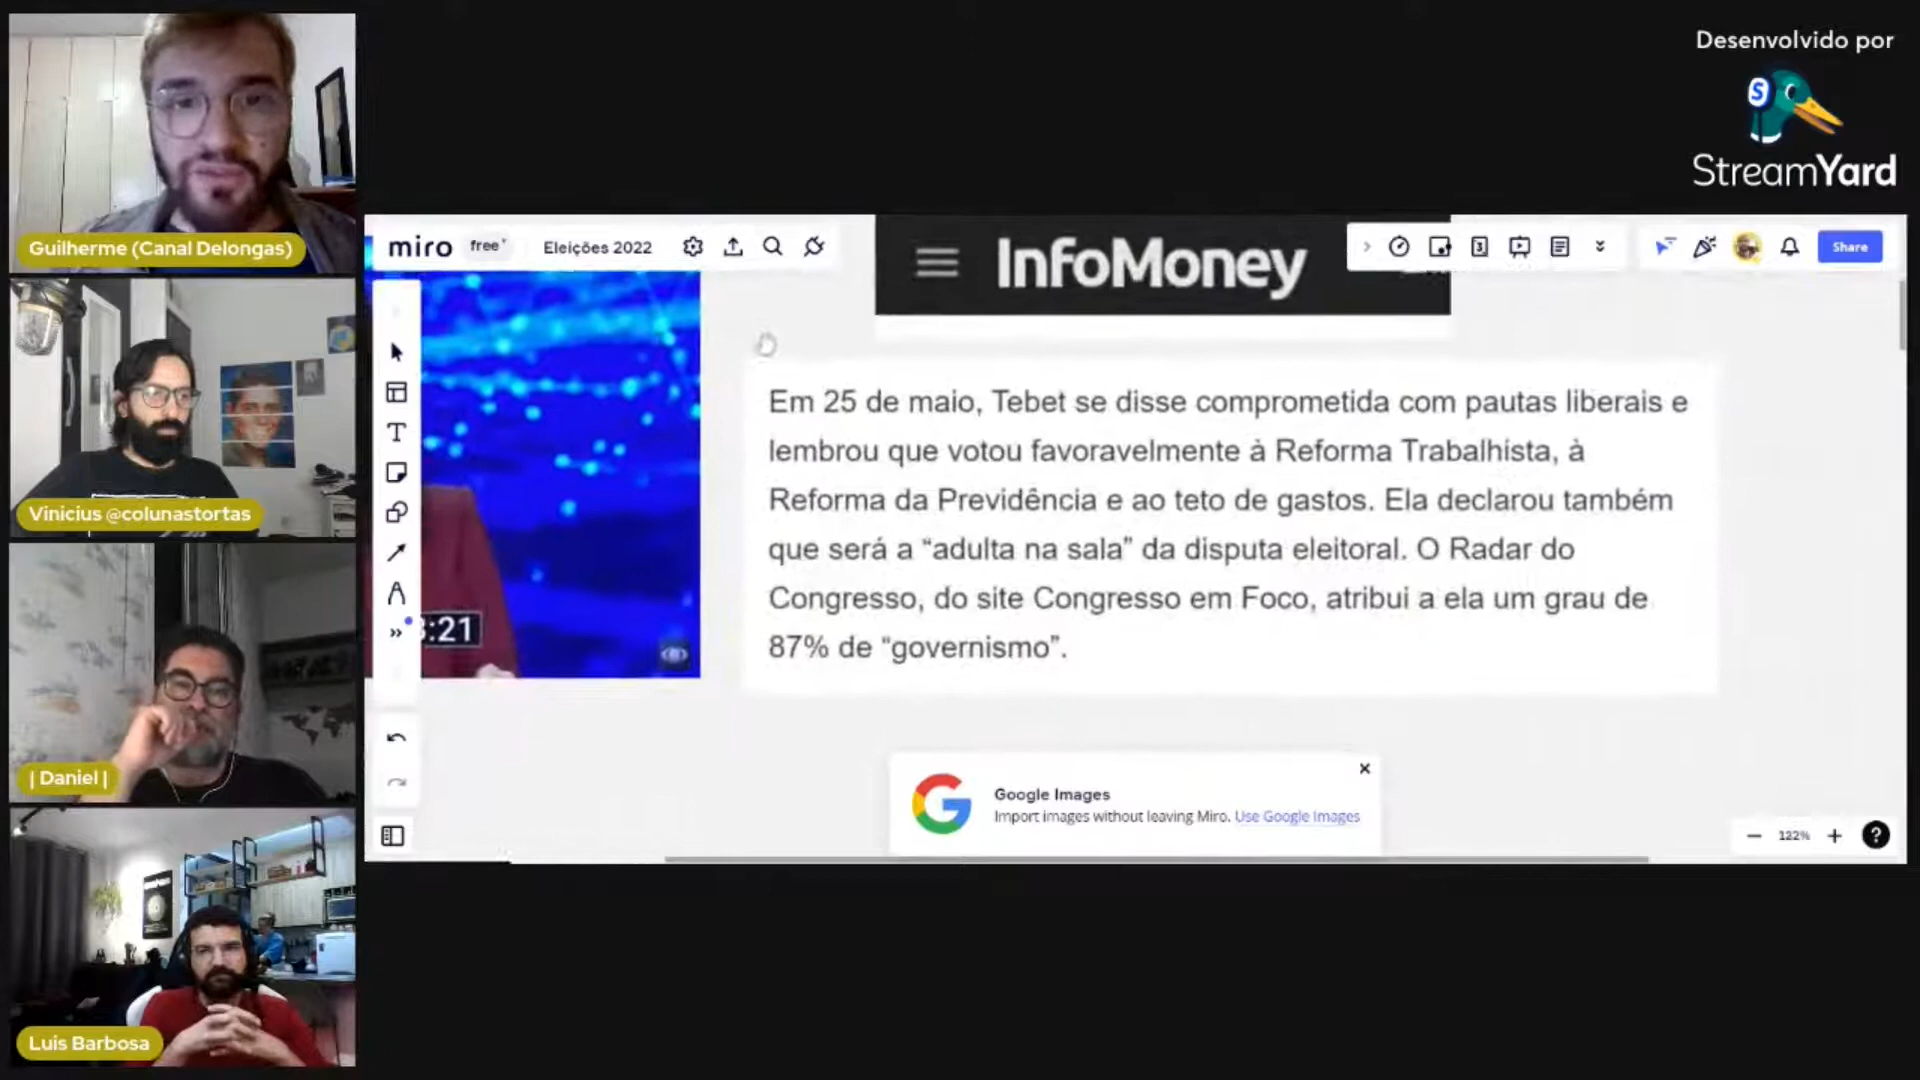 Desenvolvido por
StreamYard
Guilherme (Canal Delongas)
Vinicius @colunastortas
| Daniel |
Luis Barbosa
miro free
Eleições 2022
Share
InfoMoney
Em 25 de maio, Tebet se disse comprometida com pautas liberais e
lembrou que votou favoravelmente à Reforma Trabalhista, à
Reforma da Previdência e ao teto de gastos. Ela declarou também
que será a “adulta na sala” da disputa eleitoral. O Radar do
Congresso, do site Congresso em Foco, atribui a ela um grau de
87% de “governismo”.
:21
Google Images
Import images without leaving Miro. Use Google Images
122%